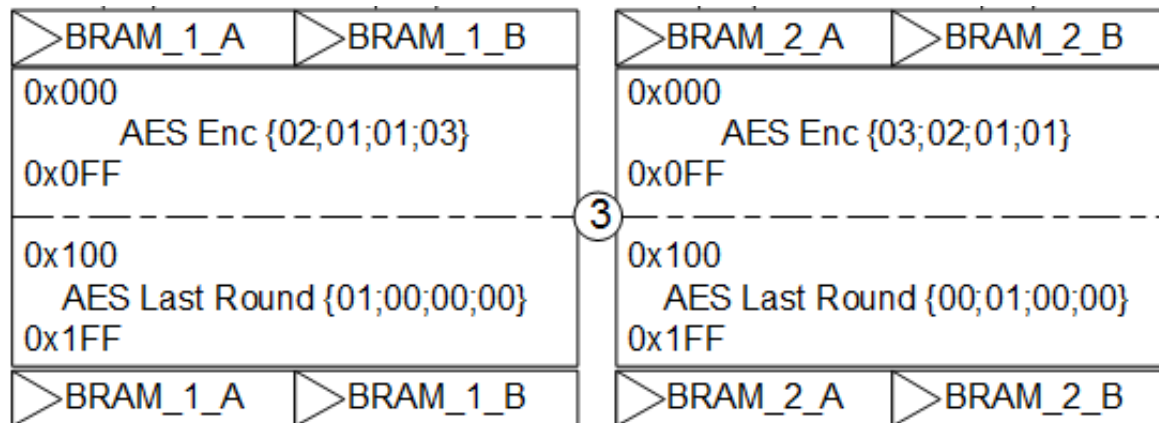 BRAM_1_A BRAM_1_B BRAM_2_A BRAM_2_B
0x000
AES Enc {02;01;01;03}
0x0FF
0x100
AES Last Round {01;00;00;00}
0x1FF
3
0x000
AES Enc {03;02;01;01}
0x0FF
0x100
AES Last Round {00;01;00;00}
0x1FF
BRAM_1_A BRAM_1_B BRAM_2_A BRAM_2_B